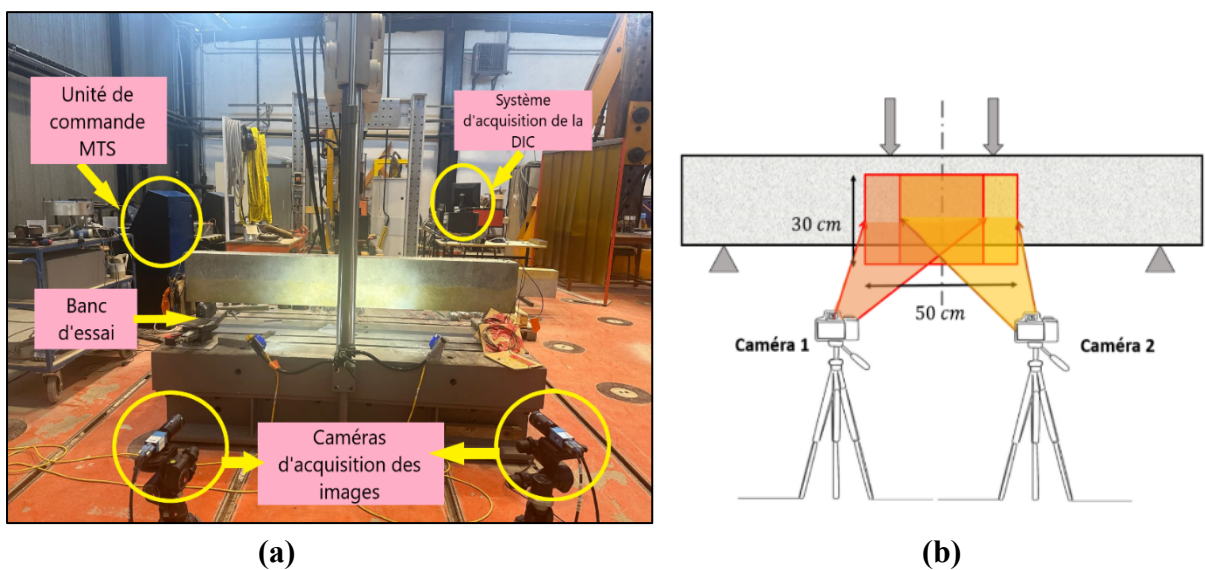 Unité de
commande
MTS
Système
d'acquisition de la
DIC
Banc
d'essai
Caméras
d'acquisition des
images
(a)
30 cm
50 cm
Caméra 1
Caméra 2
(b)